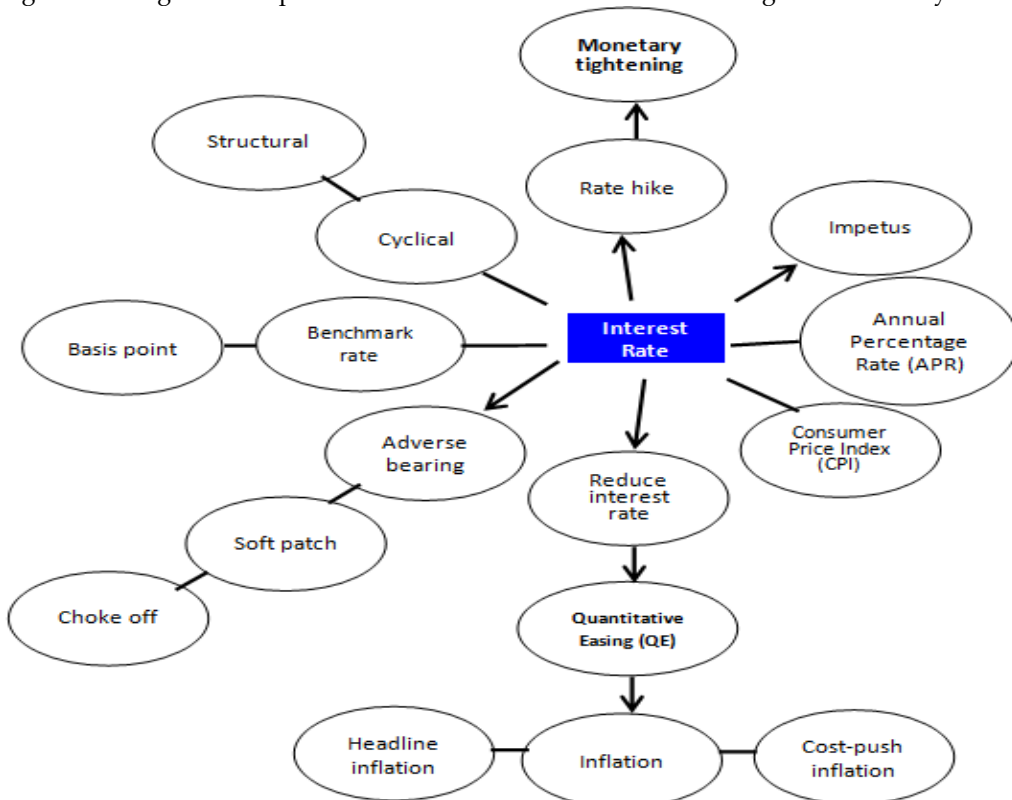 Monetary
tightening
Structural
Rate hike
Impetus
Cyclical
Interest
Rate
Annual
Percentage
Rate (APR)
Basis point
Benchmark
rate
Adverse
bearing
Consumer
Price Index
(CPI)
Reduce
interest
rate
Soft patch
Choke off
Quantitative
Easing (QE)
Headline
inflation
Inflation
Cost-push
inflation